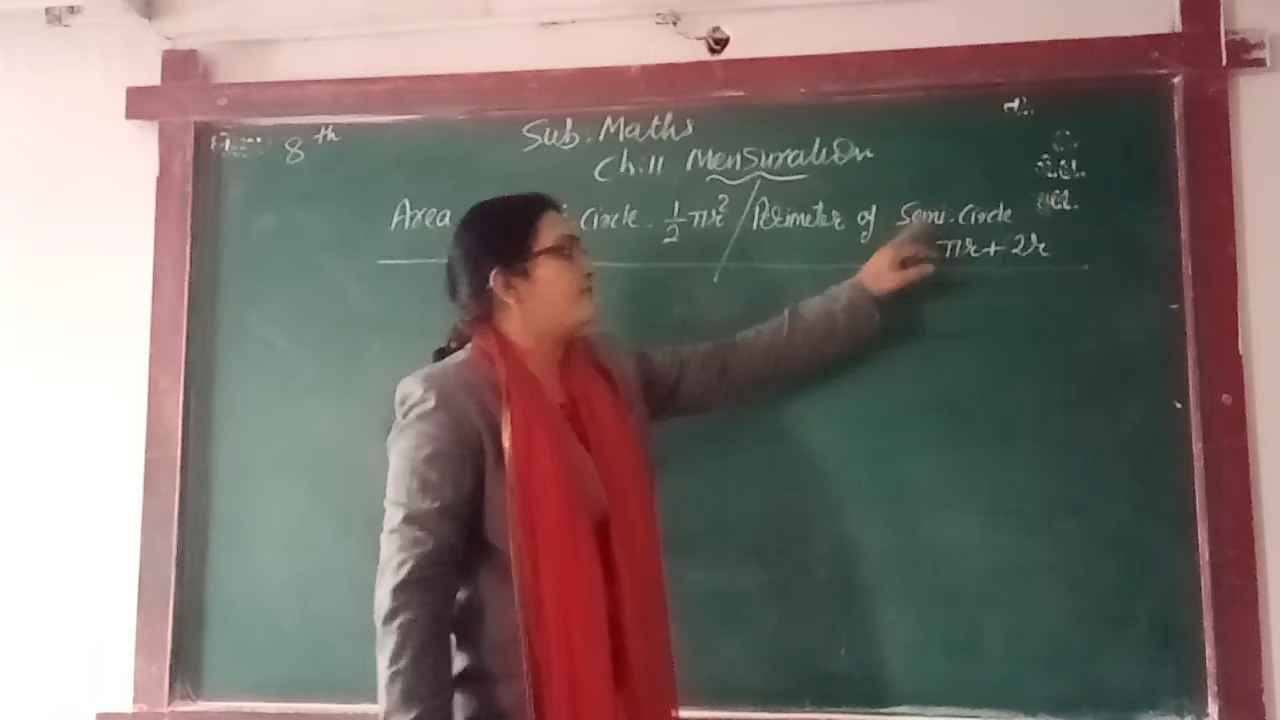 8th
Sub. Maths
Ch.11 Mensuration
Area Circle. 1/2 πr² / Perimeter of Semi-Circle
πr + 2r